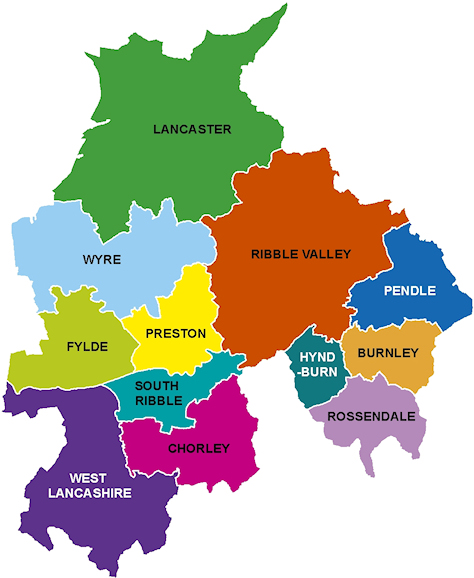 LANCASTER
RIBBLE VALLEY
WYRE
PENDLE
PRESTON
FYLDE
HYND
-BURN
BURNLEY
SOUTH
RIBBLE
ROSSENDALE
CHORLEY
WEST
LANCASHIRE